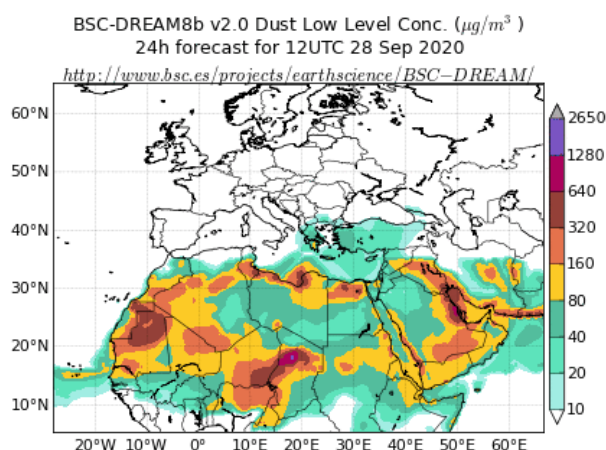 BSC-DREAM8b v2.0 Dust Low Level Conc. (μg/m³ )
24h forecast for 12UTC 28 Sep 2020
http://www.bsc.es/projects/earthscience/BSC−DREAM/
60°N
50°N
40°N
30°N
20°N
10°N
20°W 10°W 0° 10°E 20°E 30°E 40°E 50°E 60°E
2650
1280
640
320
160
80
40
20
10